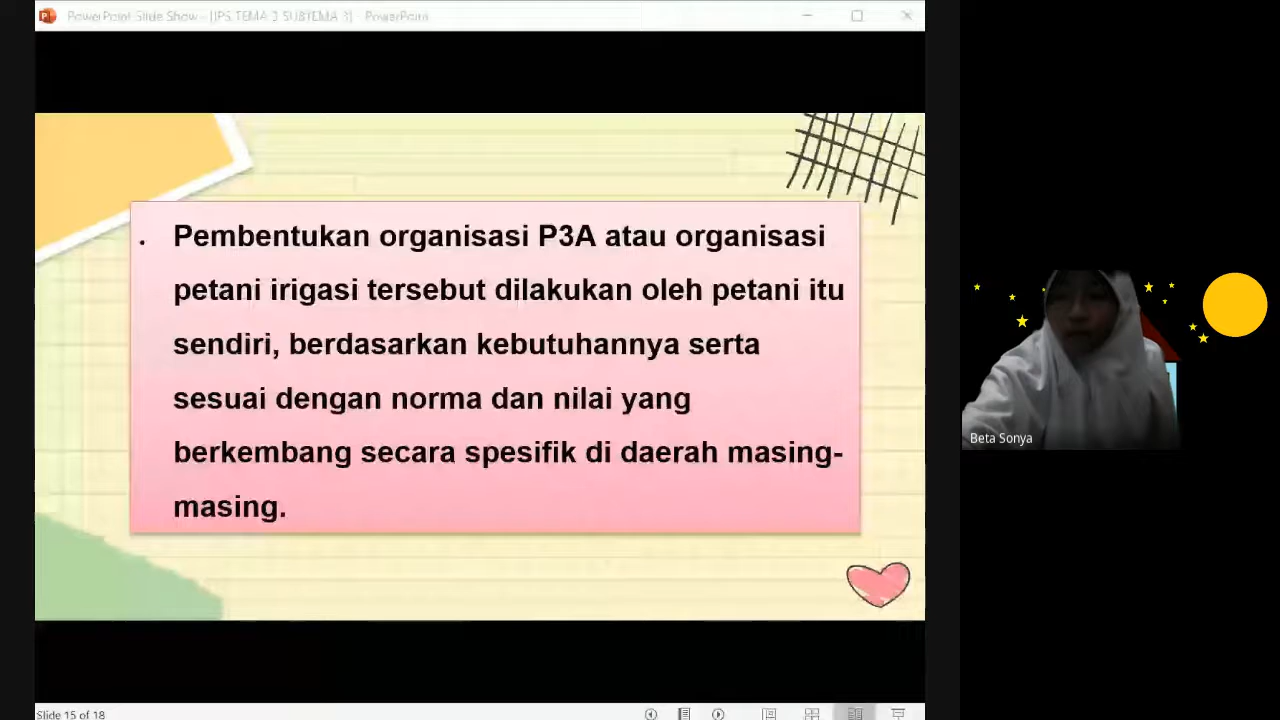 PowerPoint Slide Show - [IPS TEMA 3 SUBTEMA 3] - PowerPoint
. Pembentukan organisasi P3A atau organisasi
petani irigasi tersebut dilakukan oleh petani itu
sendiri, berdasarkan kebutuhannya serta
sesuai dengan norma dan nilai yang
berkembang secara spesifik di daerah masing-
masing.
Beta Sonya
Slide 15 of 18